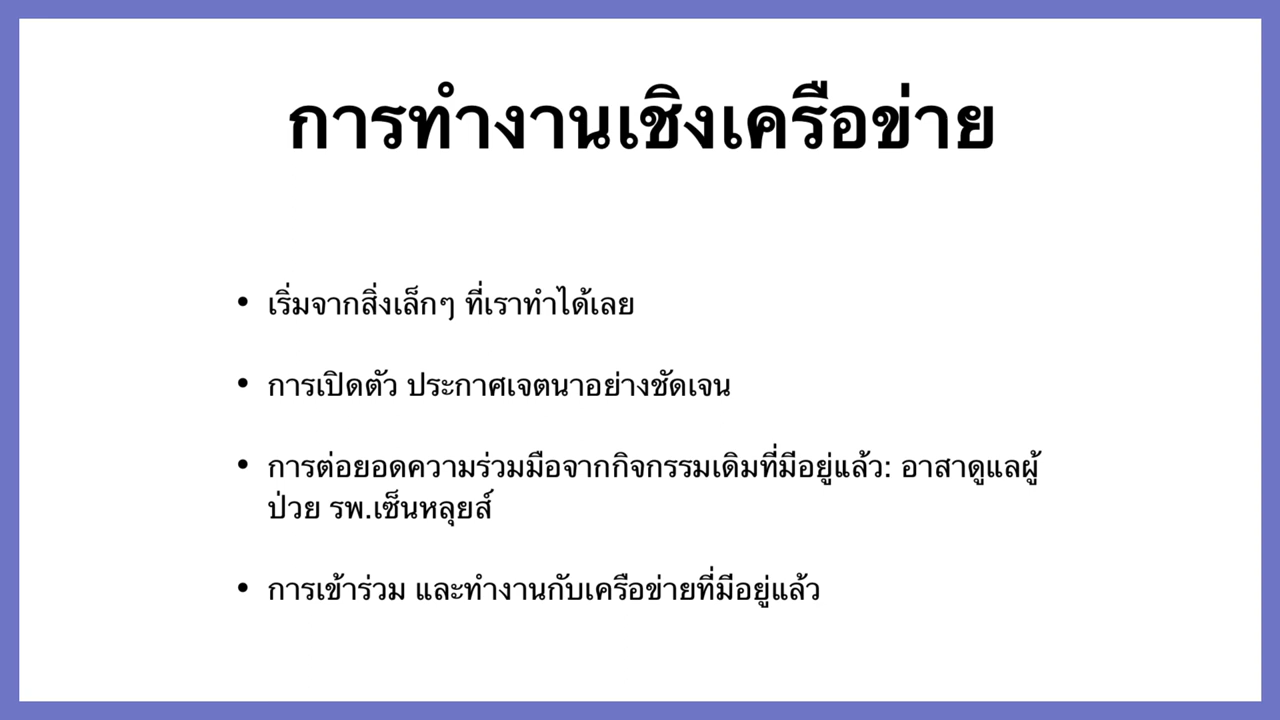 การทำงานเชิงเครือข่าย
• เริ่มจากสิ่งเล็กๆ ที่เราทำได้เลย
• การเปิดตัว ประกาศเจตนาอย่างชัดเจน
• การต่อยอดความร่วมมือจากกิจกรรมเดิมที่มีอยู่แล้ว: อาสาดูแลผู้
ป่วย รพ.เซ็นหลุยส์
• การเข้าร่วม และทำงานกับเครือข่ายที่มีอยู่แล้ว